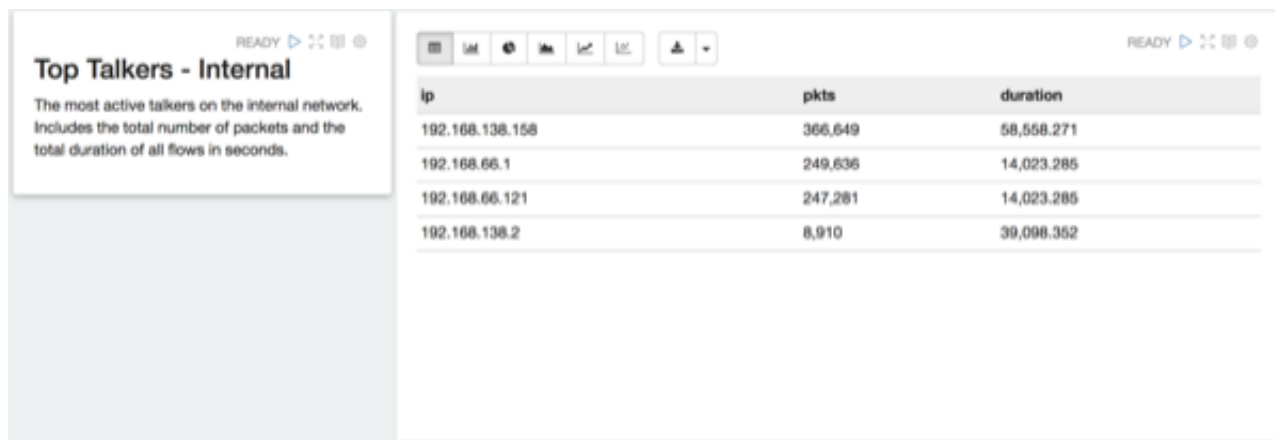 READY
Top Talkers - Internal
The most active talkers on the internal network.
Includes the total number of packets and the
total duration of all flows in seconds.
READY
ip pkts duration
192.168.138.158 366,649 58,558.271
192.168.66.1 249,636 14,023.285
192.168.66.121 247,281 14,023.285
192.168.138.2 8,910 39,098.352